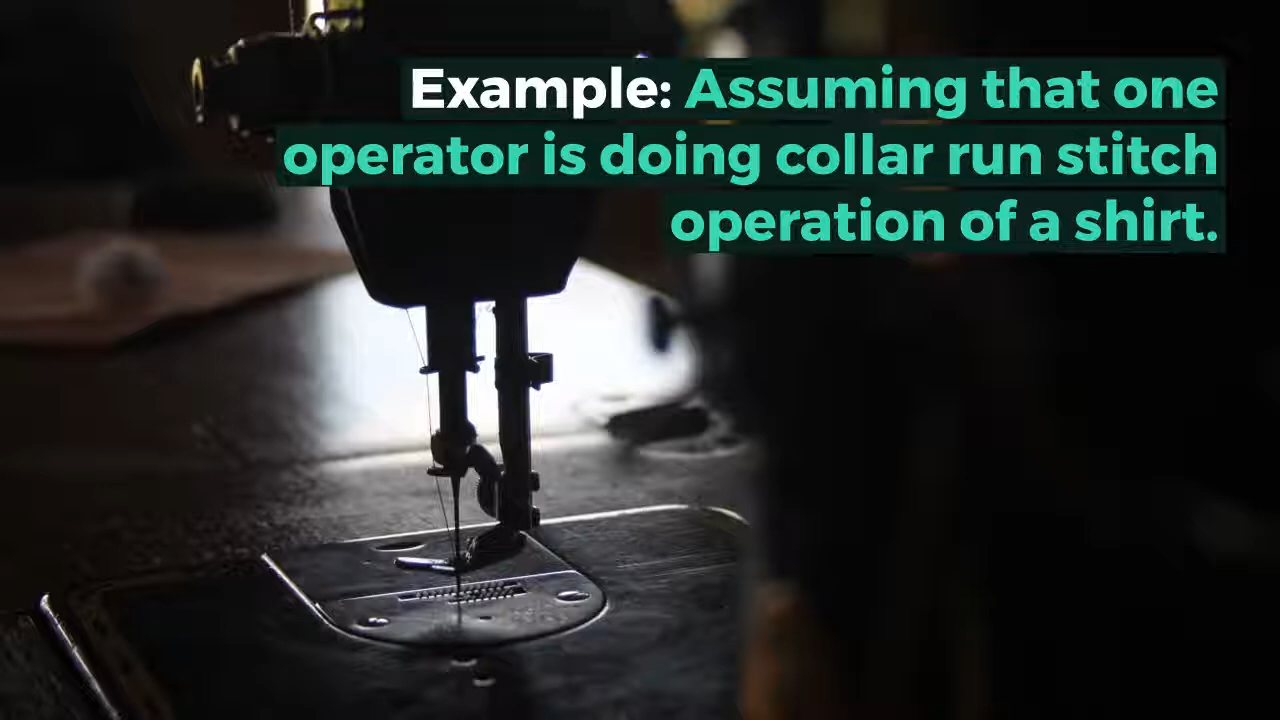 Example: Assuming that one
operator is doing collar run stitch
operation of a shirt.